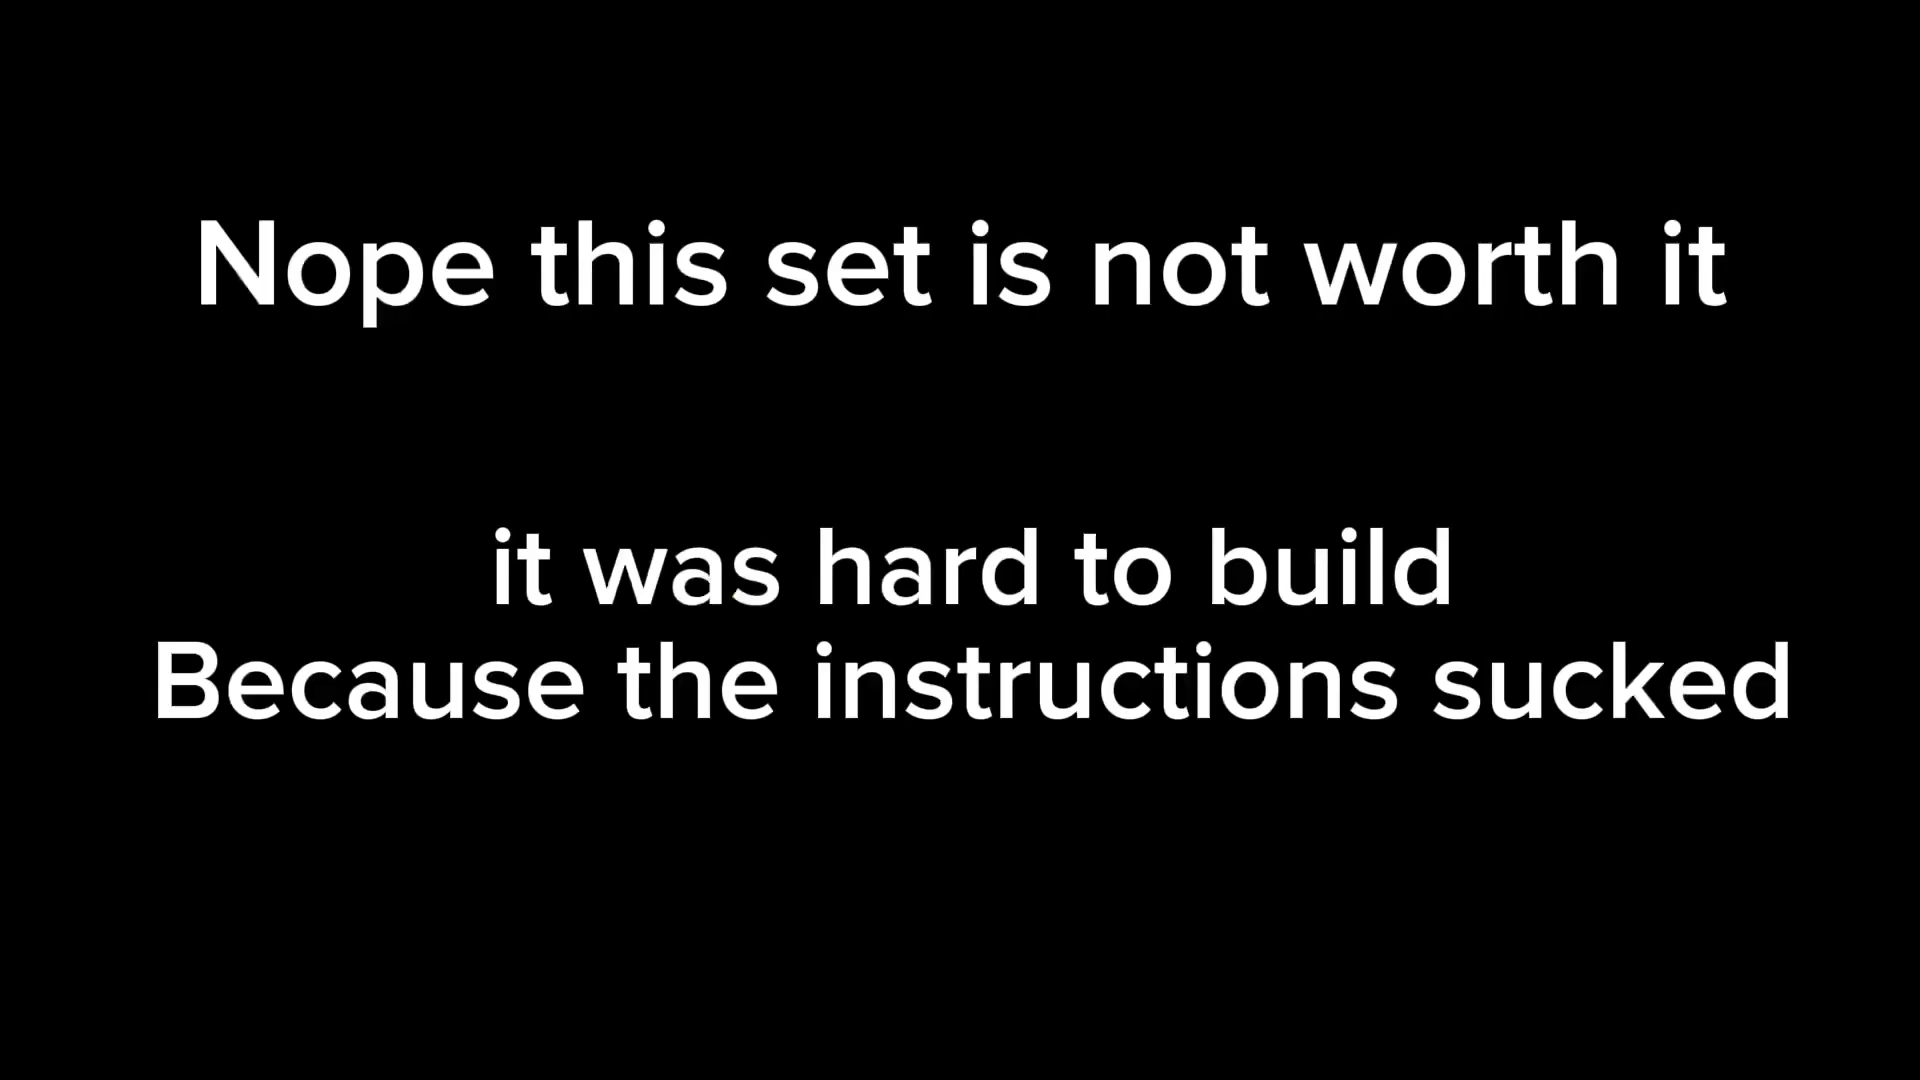 Nope this set is not worth it
it was hard to build
Because the instructions sucked